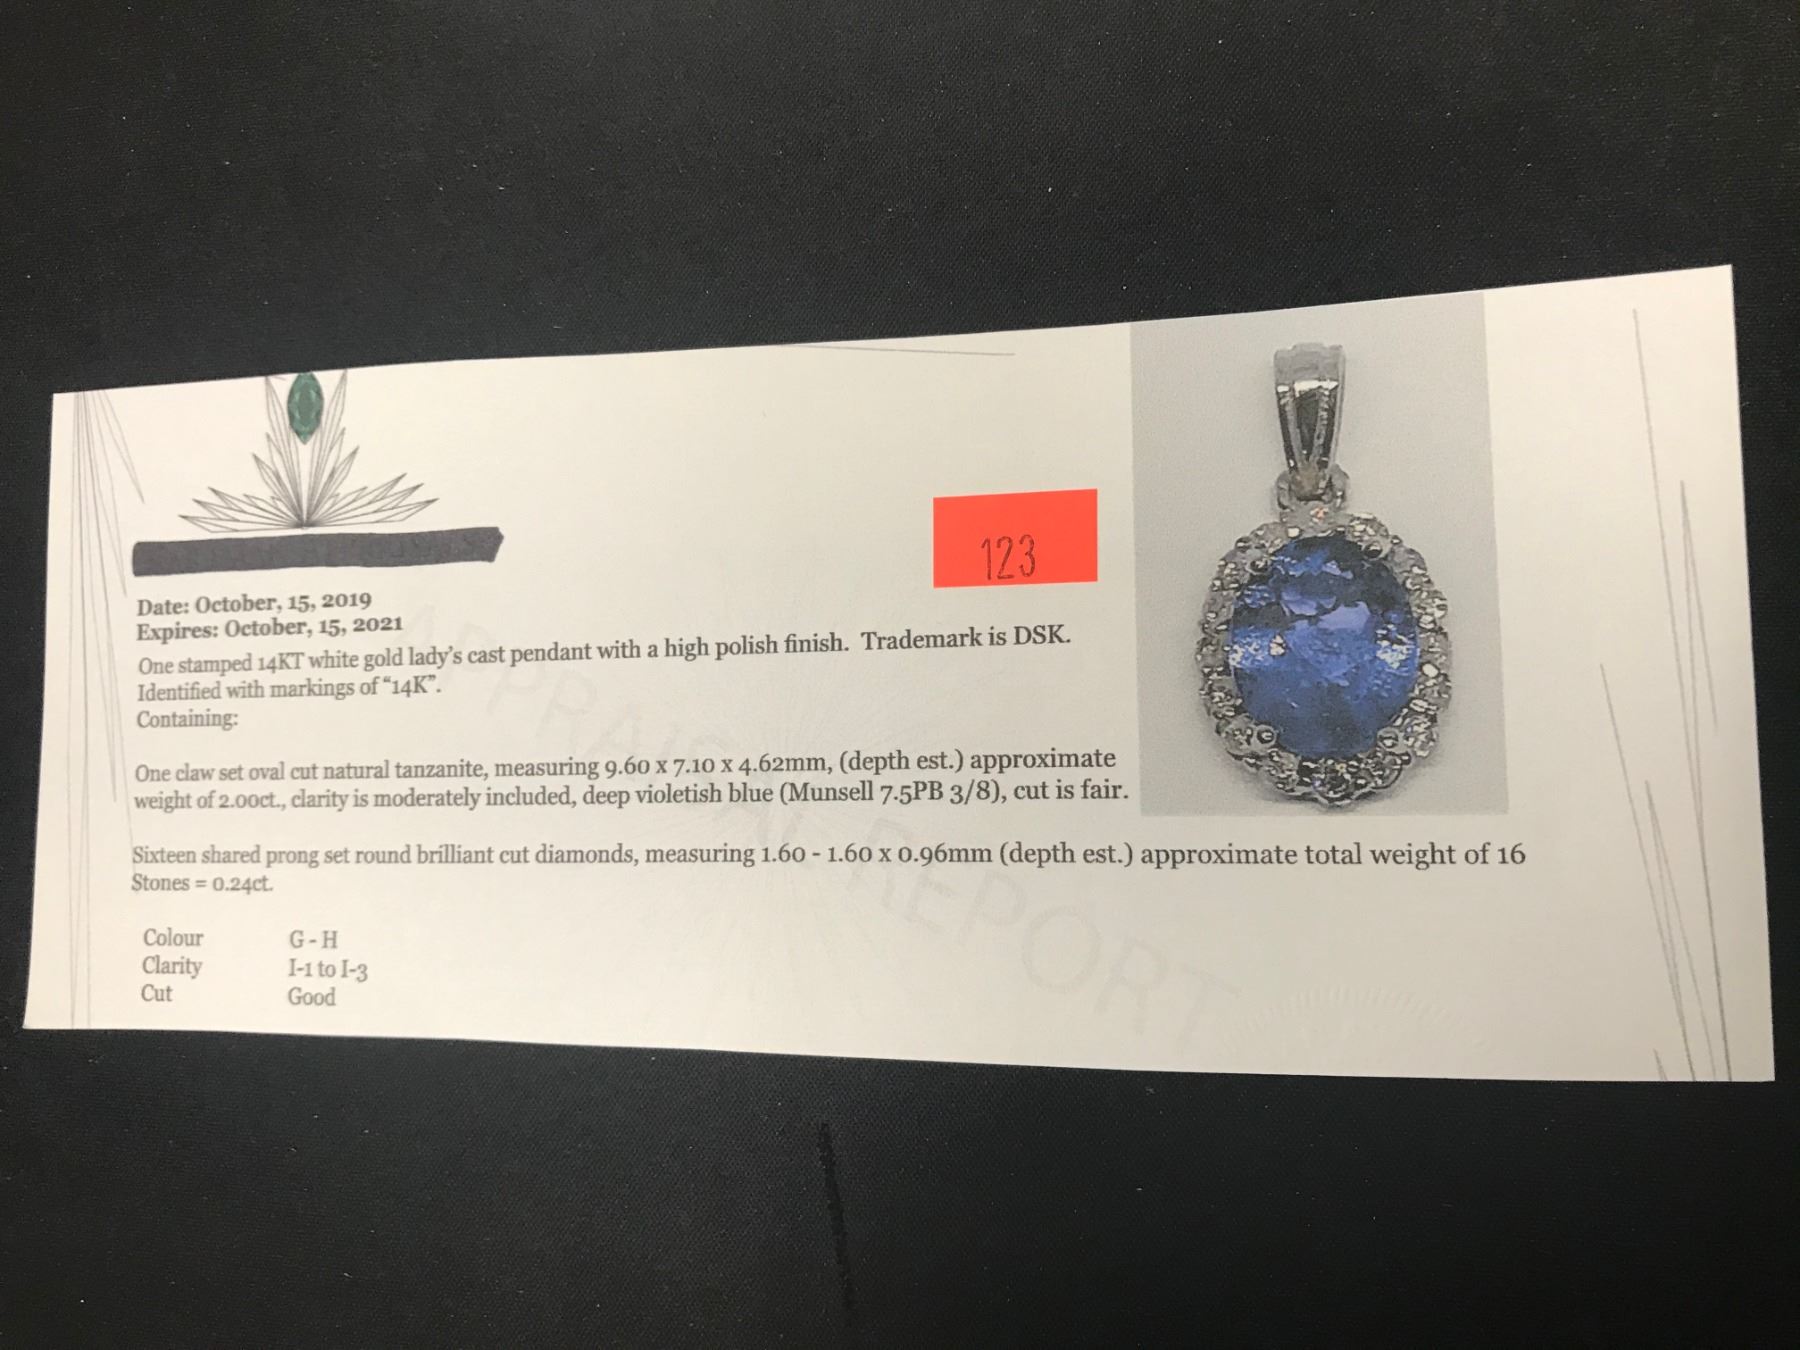 123
Date: October, 15, 2019
Expires: October, 15, 2021
One stamped 14KT white gold lady's cast pendant with a high polish finish. Trademark is DSK.
Identified with markings of "14K".
Containing:
One claw set oval cut natural tanzanite, measuring 9.60 x 7.10 x 4.62mm, (depth est.) approximate
weight of 2.00ct., clarity is moderately included, deep violetish blue (Munsell 7.5PB 3/8), cut is fair.
Sixteen shared prong set round brilliant cut diamonds, measuring 1.60 - 1.60 x 0.96mm (depth est.) approximate total weight of 16
Stones = 0.24ct.
Colour G - H
Clarity I-1 to I-3
Cut Good
APPRAISAL REPORT